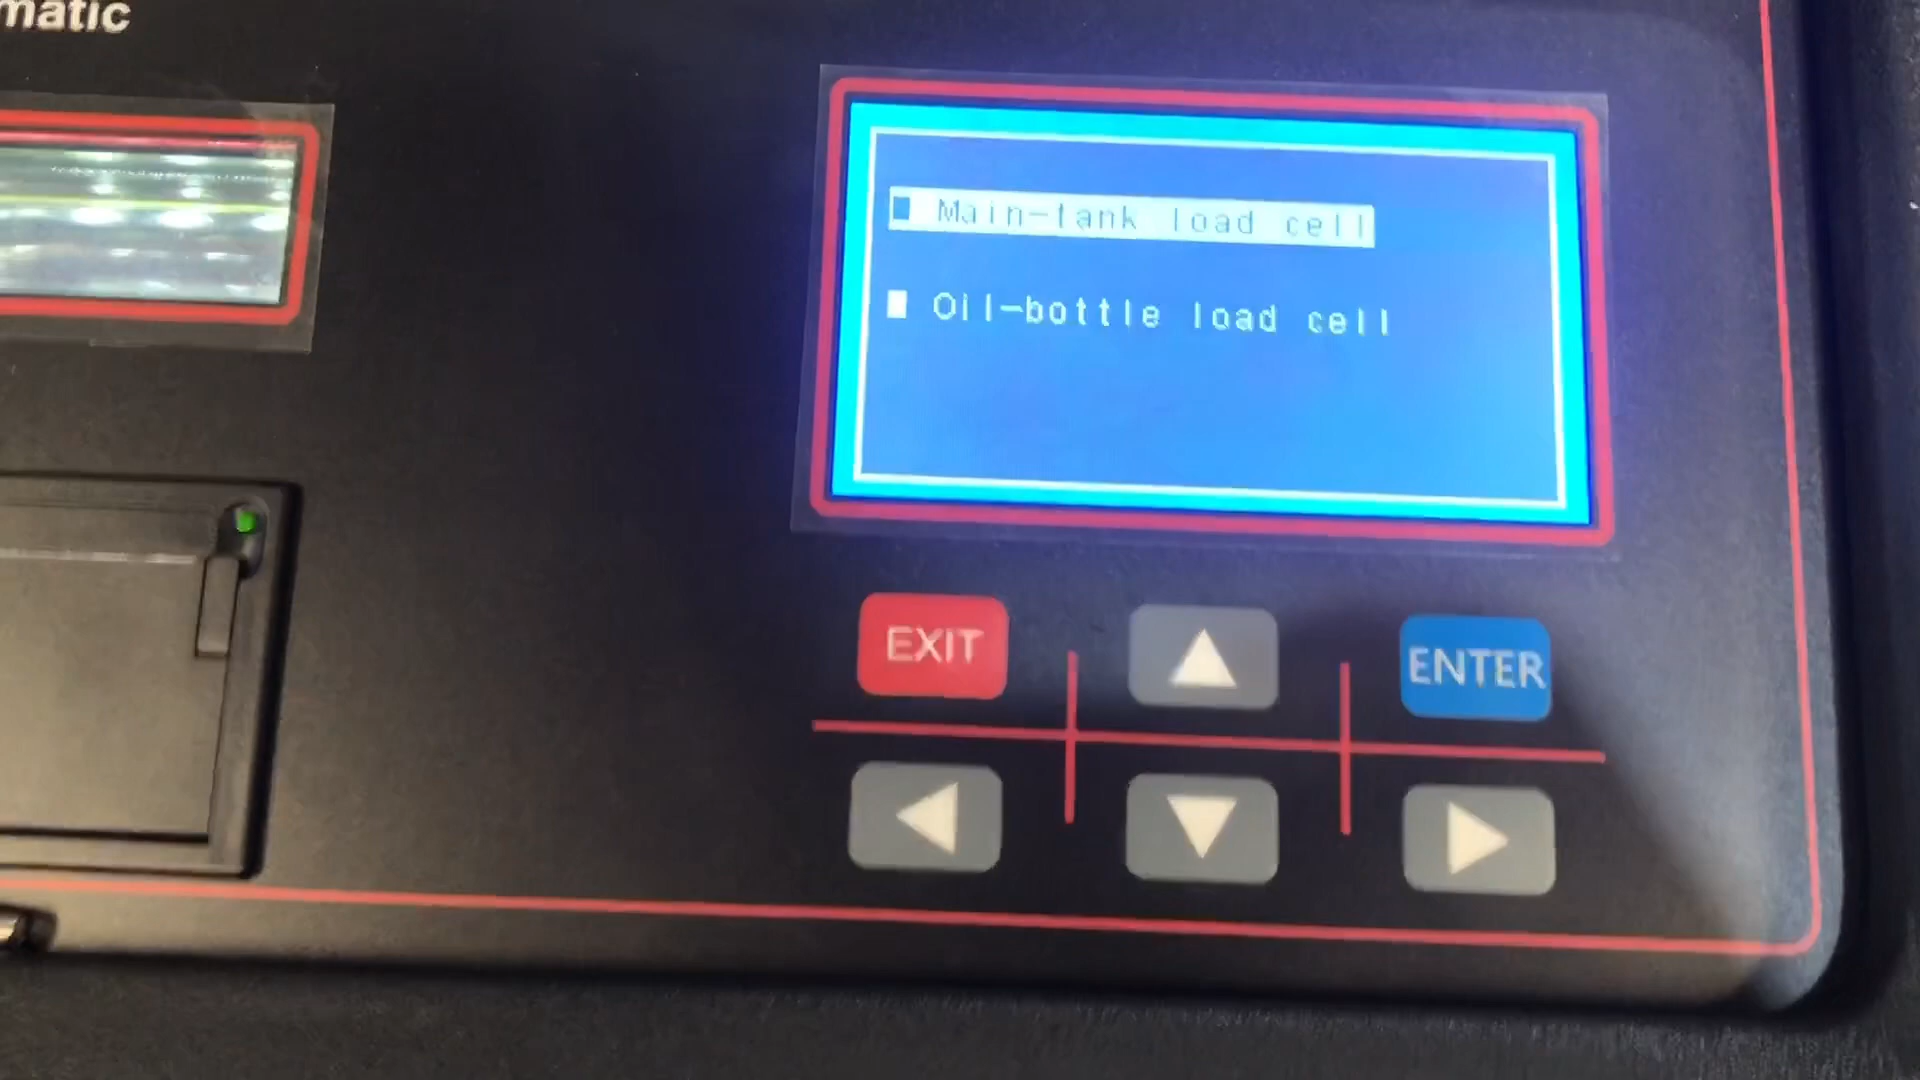 matic
Main-tank load cell
Oil-bottle load cell
EXIT
ENTER